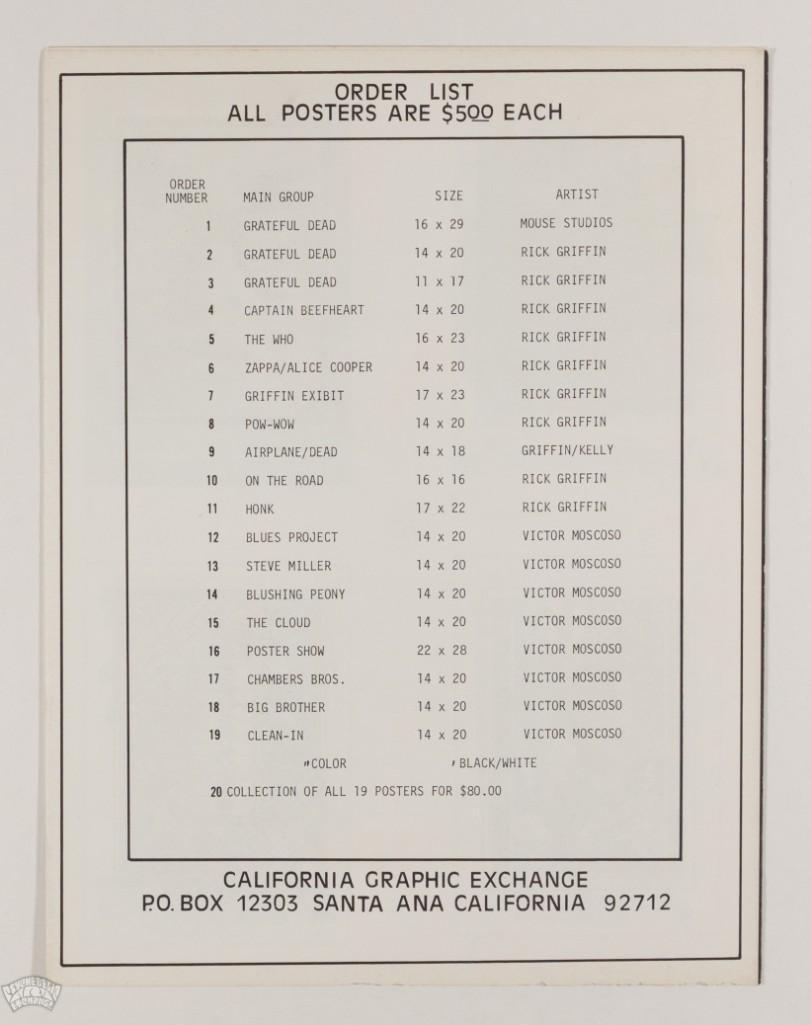 ORDER LIST
ALL POSTERS ARE $5.00 EACH
ORDER
NUMBER MAIN GROUP SIZE ARTIST
1 GRATEFUL DEAD 16 x 29 MOUSE STUDIOS
2 GRATEFUL DEAD 14 x 20 RICK GRIFFIN
3 GRATEFUL DEAD 11 x 17 RICK GRIFFIN
4 CAPTAIN BEEFHEART 14 x 20 RICK GRIFFIN
5 THE WHO 16 x 23 RICK GRIFFIN
6 ZAPPA/ALICE COOPER 14 x 20 RICK GRIFFIN
7 GRIFFIN EXIBIT 17 x 23 RICK GRIFFIN
8 POW-WOW 14 x 20 RICK GRIFFIN
9 AIRPLANE/DEAD 14 x 18 GRIFFIN/KELLY
10 ON THE ROAD 16 x 16 RICK GRIFFIN
11 HONK 17 x 22 RICK GRIFFIN
12 BLUES PROJECT 14 x 20 VICTOR MOSCOSO
13 STEVE MILLER 14 x 20 VICTOR MOSCOSO
14 BLUSHING PEONY 14 x 20 VICTOR MOSCOSO
15 THE CLOUD 14 x 20 VICTOR MOSCOSO
16 POSTER SHOW 22 x 28 VICTOR MOSCOSO
17 CHAMBERS BROS. 14 x 20 VICTOR MOSCOSO
18 BIG BROTHER 14 x 20 VICTOR MOSCOSO
19 CLEAN-IN 14 x 20 VICTOR MOSCOSO
"COLOR 'BLACK/WHITE
20 COLLECTION OF ALL 19 POSTERS FOR $80.00
CALIFORNIA GRAPHIC EXCHANGE
P.O. BOX 12303 SANTA ANA CALIFORNIA 92712